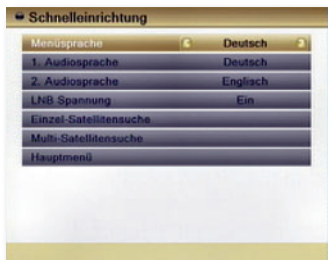 Schnelleinrichtung
Menüsprache Deutsch
1. Audiosprache Deutsch
2. Audiosprache Englisch
LNB Spannung Ein
Einzel-Satellitensuche
Multi-Satellitensuche
Hauptmenü